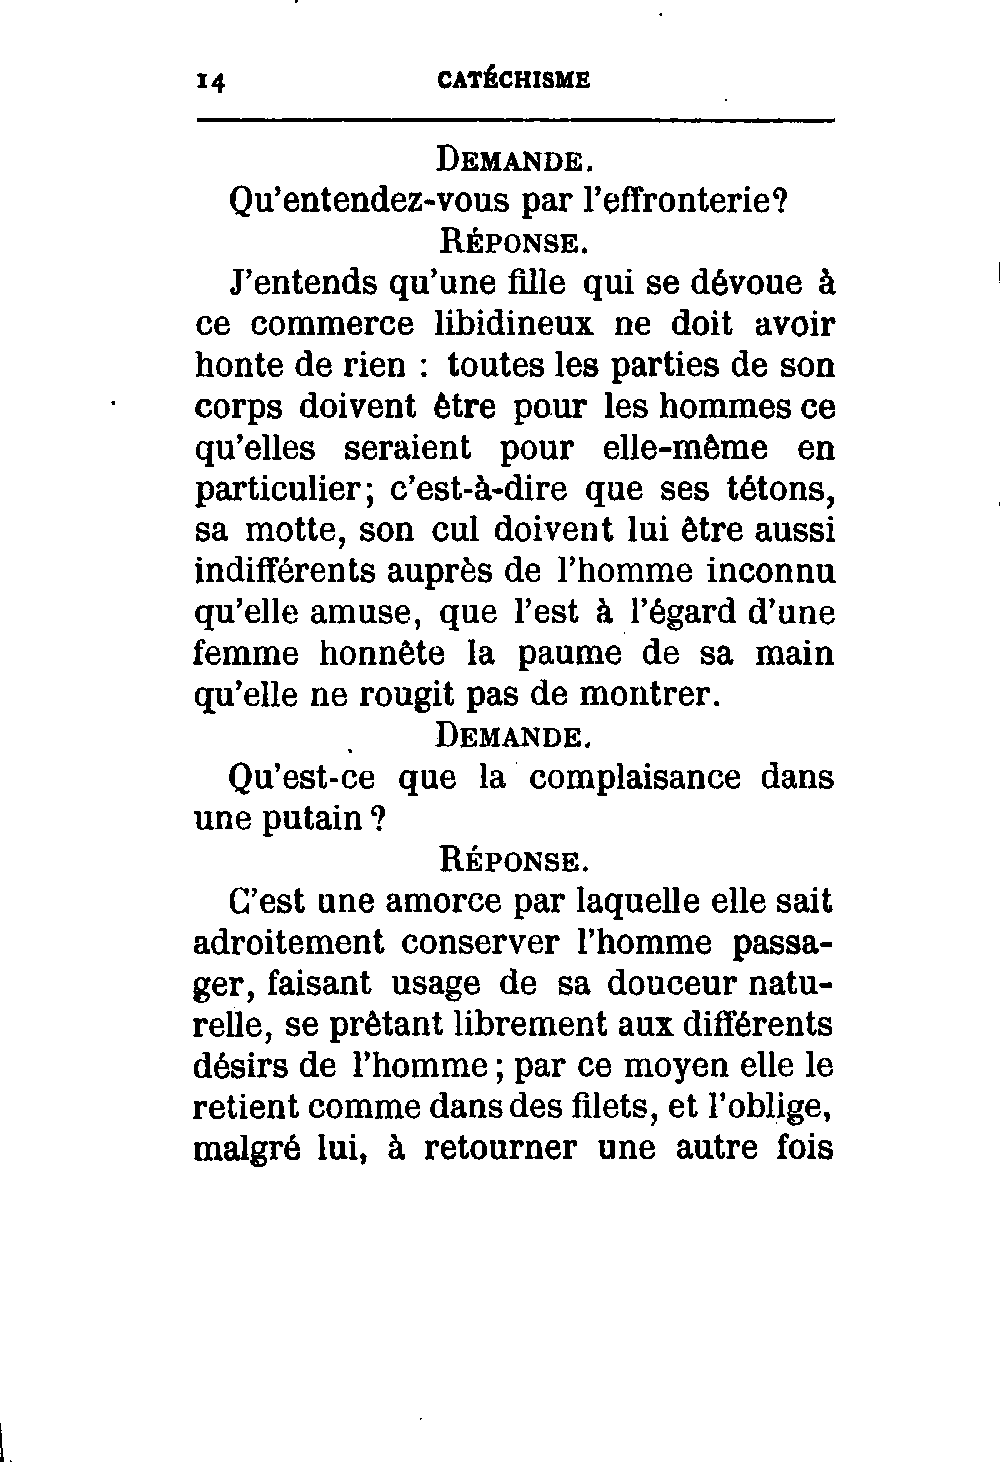 14 CATÉCHISME
DEMANDE.
Qu'entendez-vous par l'effronterie?
RÉPONSE.
J'entends qu'une fille qui se dévoue à
ce commerce libidineux ne doit avoir
honte de rien : toutes les parties de son
corps doivent être pour les hommes ce
qu'elles seraient pour elle-même en
particulier; c'est-à-dire que ses tétons,
sa motte, son cul doivent lui être aussi
indifférents auprès de l'homme inconnu
qu'elle amuse, que l'est à l'égard d'une
femme honnête la paume de sa main
qu'elle ne rougit pas de montrer.
DEMANDE.
Qu'est-ce que la complaisance dans
une putain ?
RÉPONSE.
C'est une amorce par laquelle elle sait
adroitement conserver l'homme passa-
ger, faisant usage de sa douceur natu-
relle, se prêtant librement aux différents
désirs de l'homme ; par ce moyen elle le
retient comme dans des filets, et l'oblige,
malgré lui, à retourner une autre fois